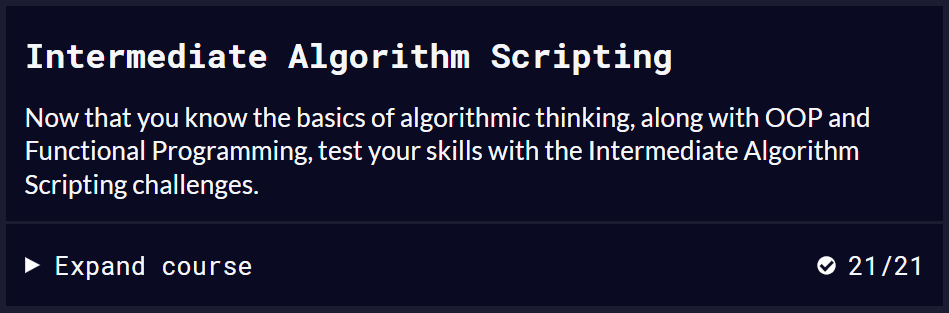 Intermediate Algorithm Scripting
Now that you know the basics of algorithmic thinking, along with OOP and
Functional Programming, test your skills with the Intermediate Algorithm
Scripting challenges.
Expand course
21/21